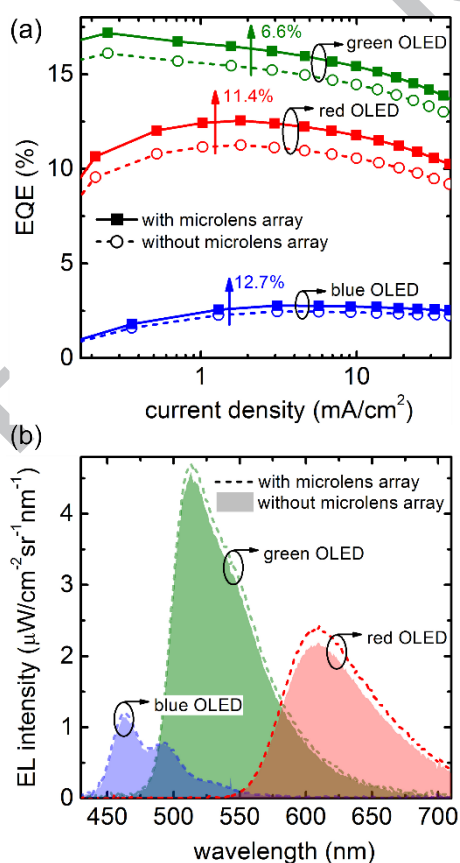 (a)
6.6%
green OLED
11.4%
red OLED
with microlens array
without microlens array
12.7%
blue OLED
EQE (%)
15
10
5
0
1
10
current density (mA/cm²)
(b)
with microlens array
without microlens array
green OLED
red OLED
blue OLED
EL intensity (μW/cm⁻²sr⁻¹nm⁻¹)
4
3
2
1
0
450
500
550
600
650
700
wavelength (nm)